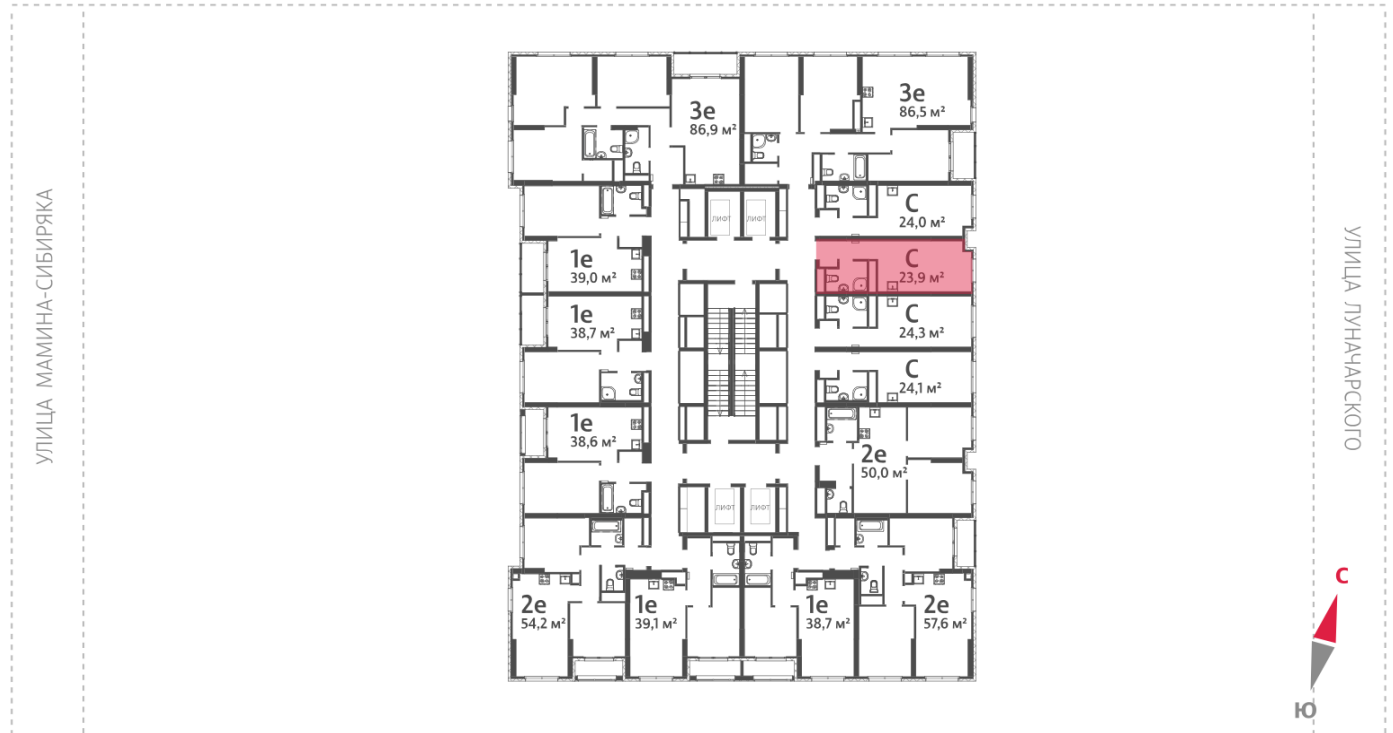 3е
86,9 м²
3е
86,5 м²
С
24,0 м²
ЛИФТ
ЛИФТ
1е
39,0 м²
С
23,9 м²
1е
38,7 м²
С
24,3 м²
С
24,1 м²
1е
38,6 м²
2е
50,0 м²
ЛИФТ
ЛИФТ
2е
54,2 м²
1е
39,1 м²
1е
38,7 м²
2е
57,6 м²
УЛИЦА МАМИНА-СИБИРЯКА
УЛИЦА ЛУНАЧАРСКОГО
С
Ю